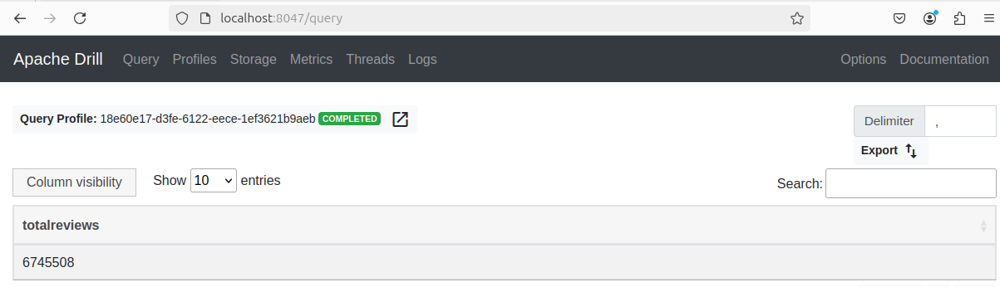 localhost:8047/query
Apache Drill Query Profiles Storage Metrics Threads Logs Options Documentation
Query Profile: 18e60e17-d3fe-6122-eece-1ef3621b9aeb COMPLETED
Delimiter ,
Export
Column visibility Show 10 entries Search:
totalreviews
6745508